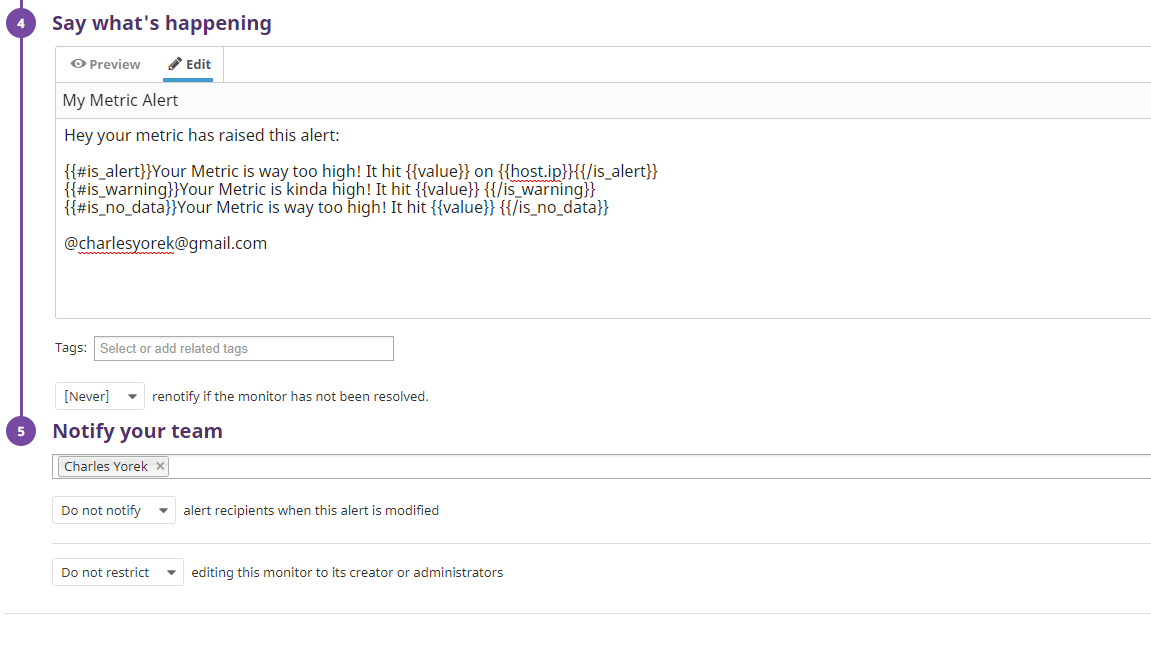 4
Say what's happening
Preview
Edit
My Metric Alert
Hey your metric has raised this alert:
{{#is_alert}}Your Metric is way too high! It hit {{value}} on {{host.ip}}{{/is_alert}}
{{#is_warning}}Your Metric is kinda high! It hit {{value}} {{/is_warning}}
{{#is_no_data}}Your Metric is way too high! It hit {{value}} {{/is_no_data}}
@charlesyorek@gmail.com
Tags: Select or add related tags
[Never] renotify if the monitor has not been resolved.
5
Notify your team
Charles Yorek ×
Do not notify alert recipients when this alert is modified
Do not restrict editing this monitor to its creator or administrators